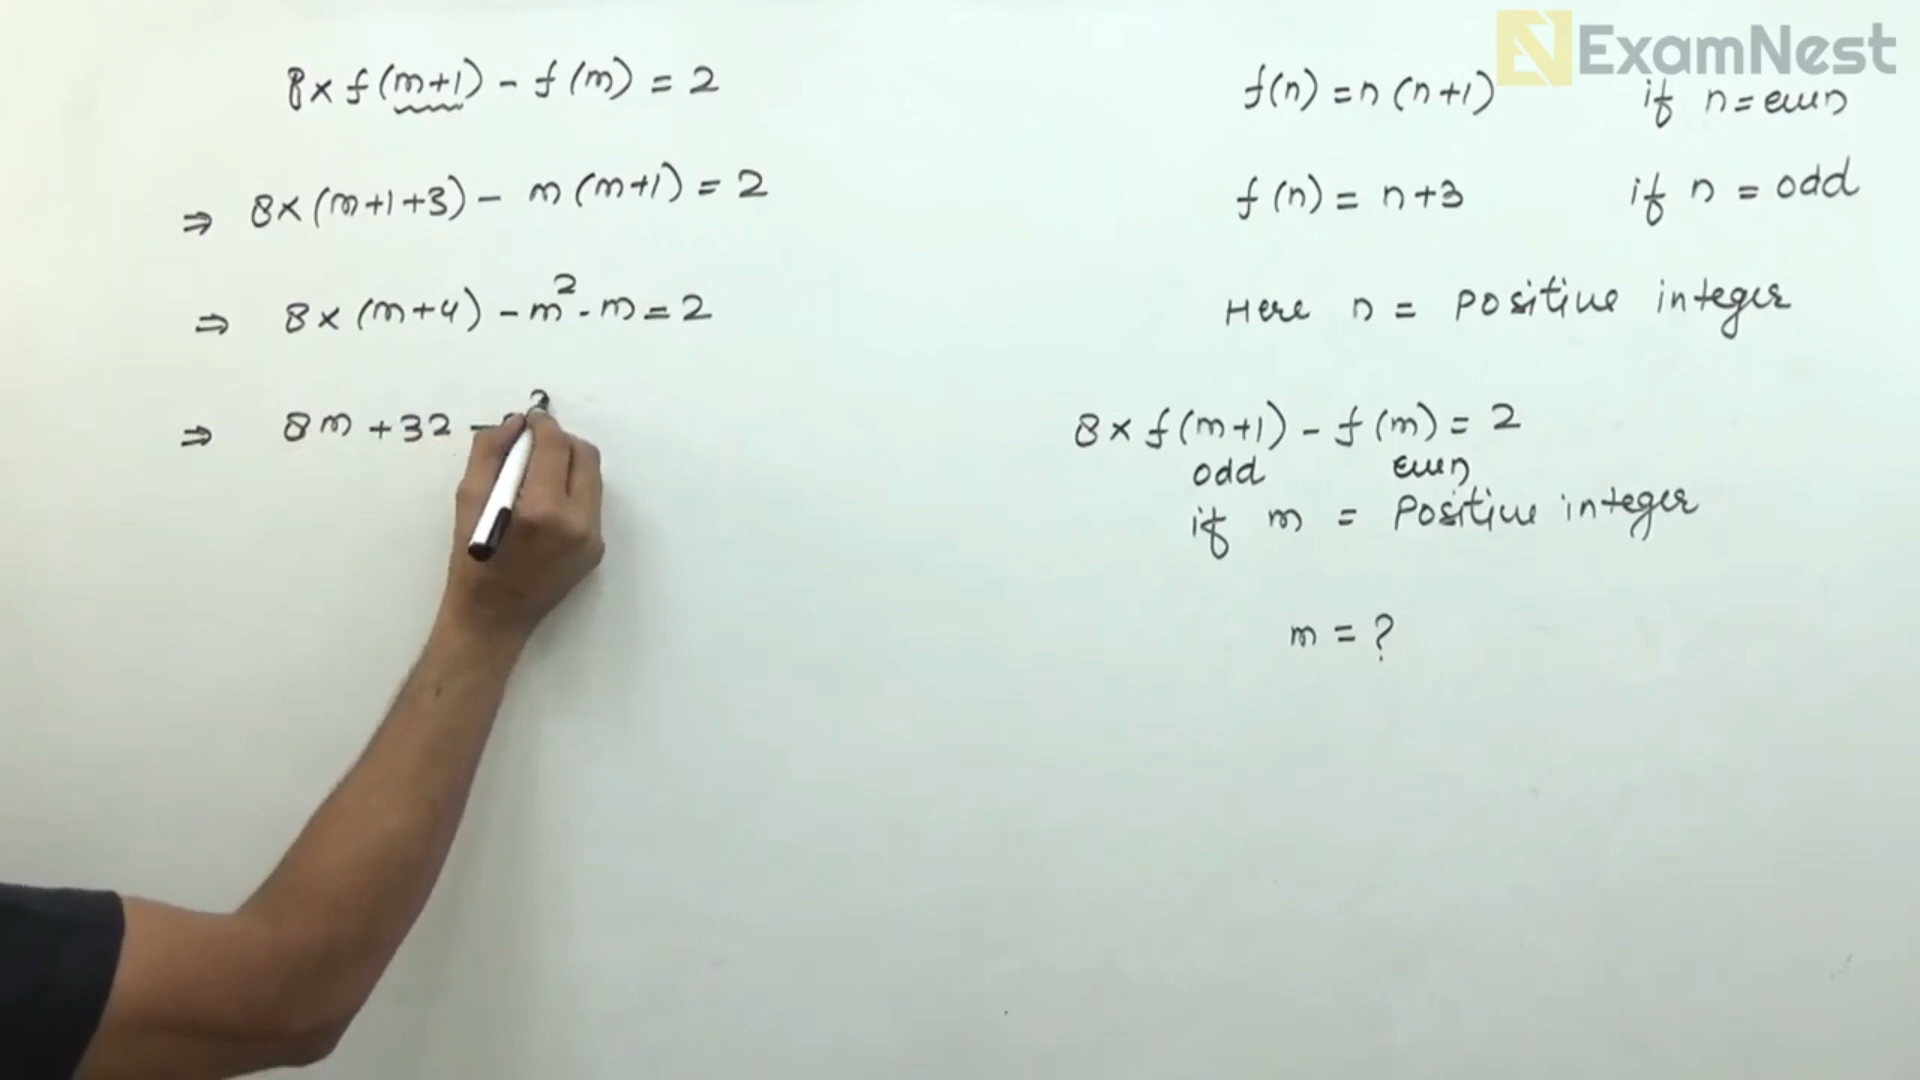 8 × f(m+1) - f(m) = 2
⇒ 8 × (m+1+3) - m(m+1) = 2
⇒ 8 × (m+4) - m² - m = 2
⇒ 8m + 32 -
ExamNest
f(n) = n(n+1) if n = even
f(n) = n+3 if n = odd
Here n = positive integer
8 × f(m+1) - f(m) = 2
odd even
if m = Positive integer
m = ?